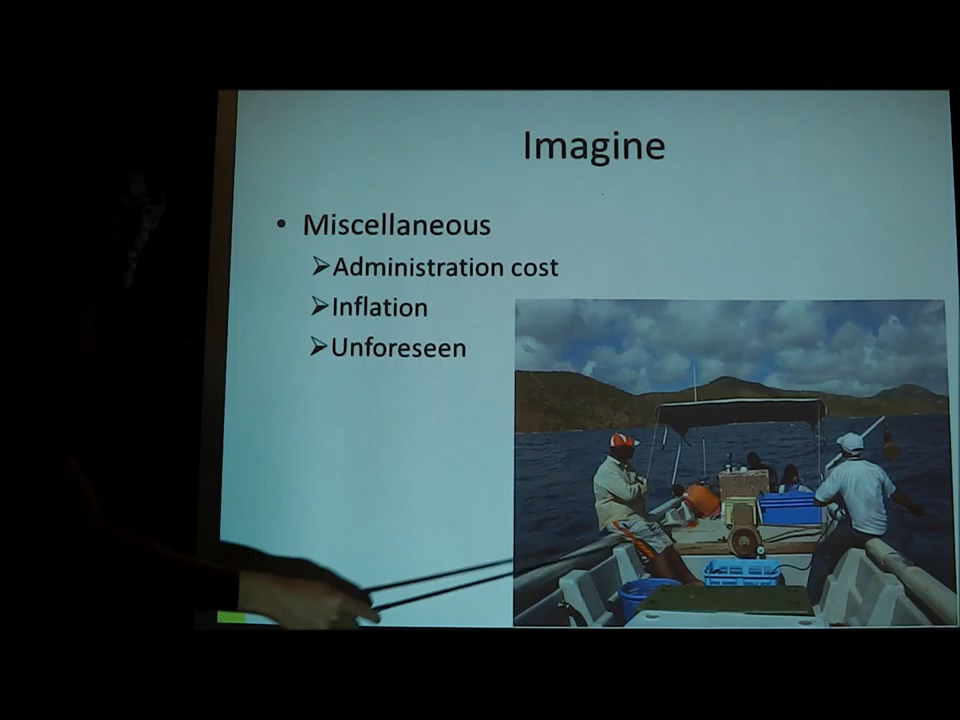 Imagine
• Miscellaneous
➢Administration cost
➢Inflation
➢Unforeseen